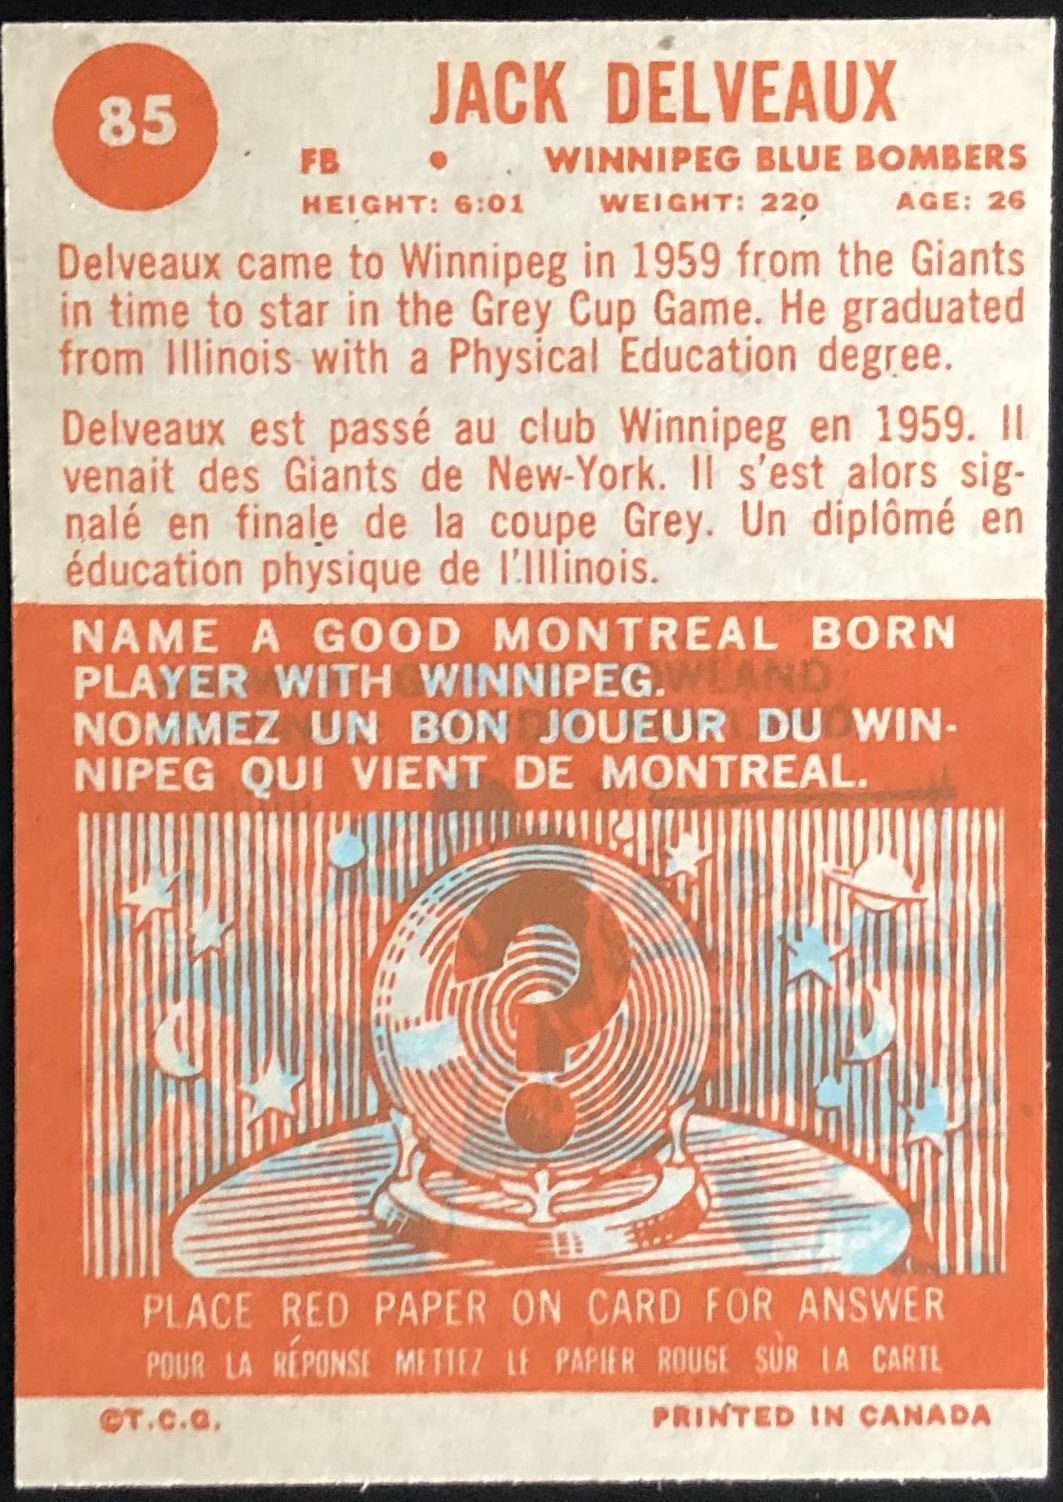 85
JACK DELVEAUX
FB • WINNIPEG BLUE BOMBERS
HEIGHT: 6:01 WEIGHT: 220 AGE: 26
Delveaux came to Winnipeg in 1959 from the Giants
in time to star in the Grey Cup Game. He graduated
from Illinois with a Physical Education degree.
Delveaux est passé au club Winnipeg en 1959. Il
venait des Giants de New-York. Il s'est alors sig-
nalé en finale de la coupe Grey. Un diplômé en
éducation physique de l'Illinois.
NAME A GOOD MONTREAL BORN
PLAYER WITH WINNIPEG.
NOMMEZ UN BON JOUEUR DU WIN-
NIPEG QUI VIENT DE MONTREAL.
?
PLACE RED PAPER ON CARD FOR ANSWER
POUR LA RÉPONSE METTEZ LE PAPIER ROUGE SUR LA CARTE
©T.C.G. PRINTED IN CANADA